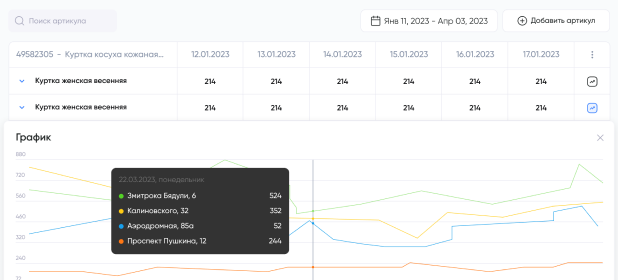 Поиск артикула
Янв 11, 2023 - Апр 03, 2023
Добавить артикул
49582305 - Куртка косуха кожаная... 12.01.2023 13.01.2023 14.01.2023 15.01.2023 16.01.2023 17.01.2023
Куртка женская весенняя 214 214 214 214 214 214
Куртка женская весенняя 214 214 214 214 214 214
График
880
720
560
400
320
240
72
22.03.2023, понедельник
Змитрока Бядули, 6 524
Калиновского, 32 352
Аэродромная, 85а 52
Проспект Пушкина, 12 244